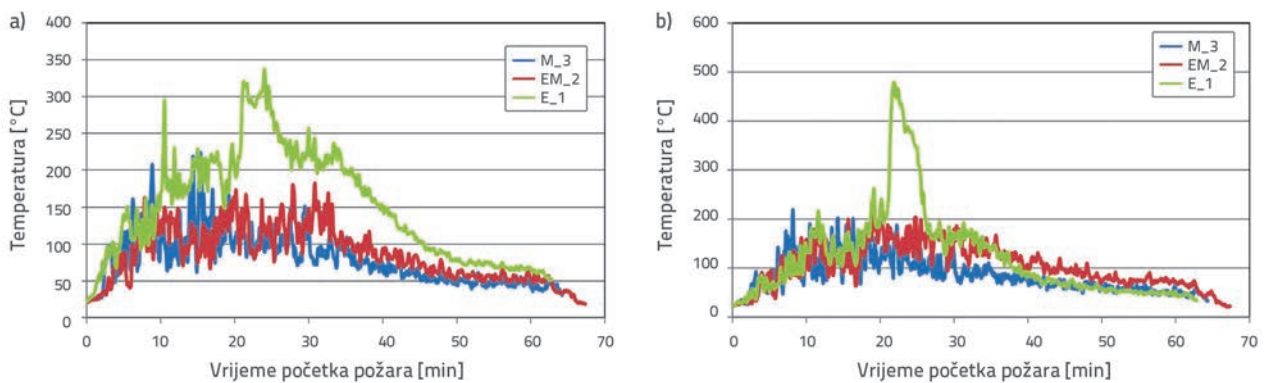 a)
400
350
300
250
200
150
100
50
0
Temperatura [°C]
M_3
EM_2
E_1
0 10 20 30 40 50 60 70
Vrijeme početka požara [min]
b)
600
500
400
300
200
100
0
Temperatura [°C]
M_3
EM_2
E_1
0 10 20 30 40 50 60 70
Vrijeme početka požara [min]